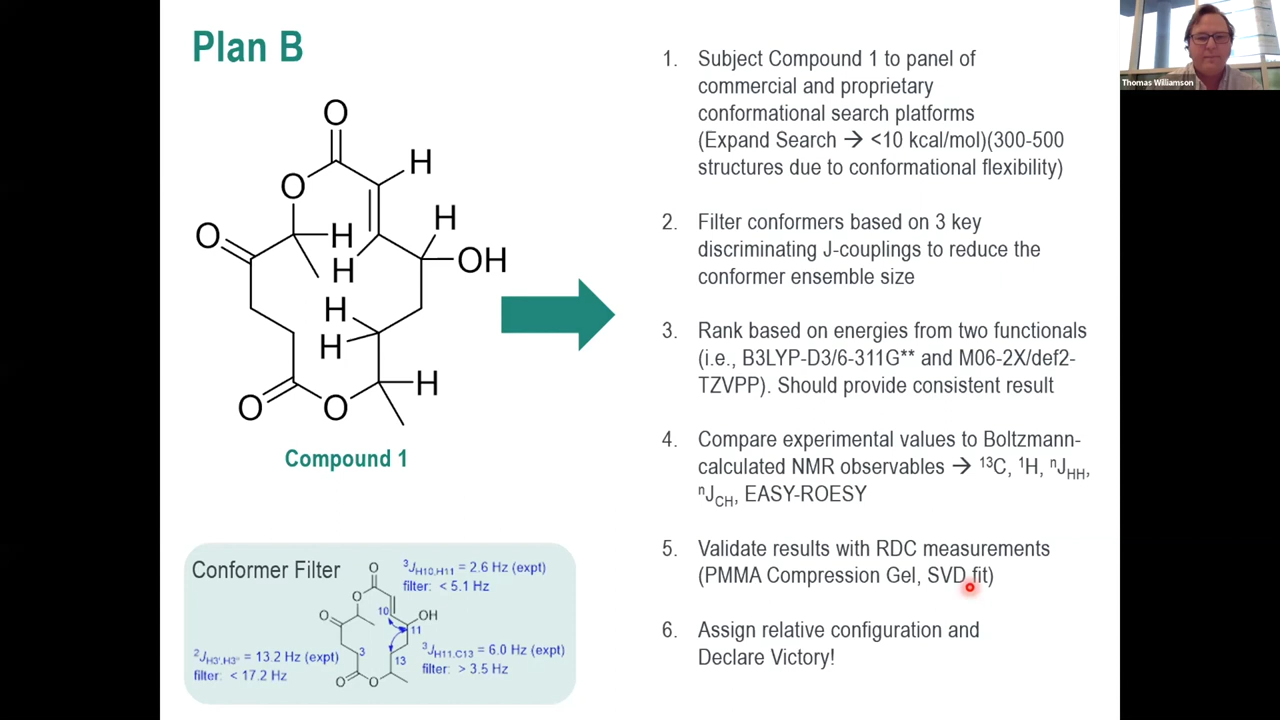 Plan B
O
O
H
O
H
H
H
OH
H
H
H
O
O
Compound 1
1. Subject Compound 1 to panel of
commercial and proprietary
conformational search platforms
(Expand Search → <10 kcal/mol)(300-500
structures due to conformational flexibility)
2. Filter conformers based on 3 key
discriminating J-couplings to reduce the
conformer ensemble size
3. Rank based on energies from two functionals
(i.e., B3LYP-D3/6-311G** and M06-2X/def2-
TZVPP). Should provide consistent result
4. Compare experimental values to Boltzmann-
calculated NMR observables → ¹³C, ¹H, ⁿJHH,
ⁿJCH, EASY-ROESY
5. Validate results with RDC measurements
(PMMA Compression Gel, SVD fit)
6. Assign relative configuration and
Declare Victory!
Conformer Filter
³JH10,H11 = 2.6 Hz (expt)
filter: < 5.1 Hz
²JH3',H3" = 13.2 Hz (expt)
filter: < 17.2 Hz
³JH11,C13 = 6.0 Hz (expt)
filter: > 3.5 Hz
O
O
10
OH
O
11
3
13
O
O
Thomas Williamson